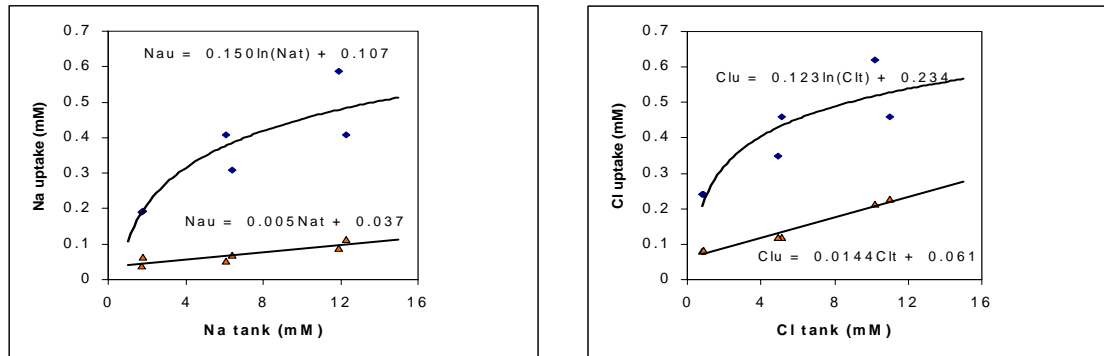 0.7
0.6
0.5
0.4
0.3
0.2
0.1
0
Na uptake (mM)
Nau = 0.150ln(Nat) + 0.107
Nau = 0.005Nat + 0.037
0 4 8 12 16
Na tank (mM)
0.7
0.6
0.5
0.4
0.3
0.2
0.1
0
Cl uptake (mM)
Clu = 0.123ln(Clt) + 0.234
Clu = 0.0144Clt + 0.061
0 4 8 12 16
Cl tank (mM)